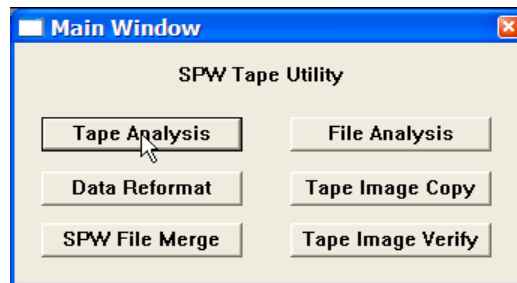 Main Window
SPW Tape Utility
Tape Analysis File Analysis
Data Reformat Tape Image Copy
SPW File Merge Tape Image Verify